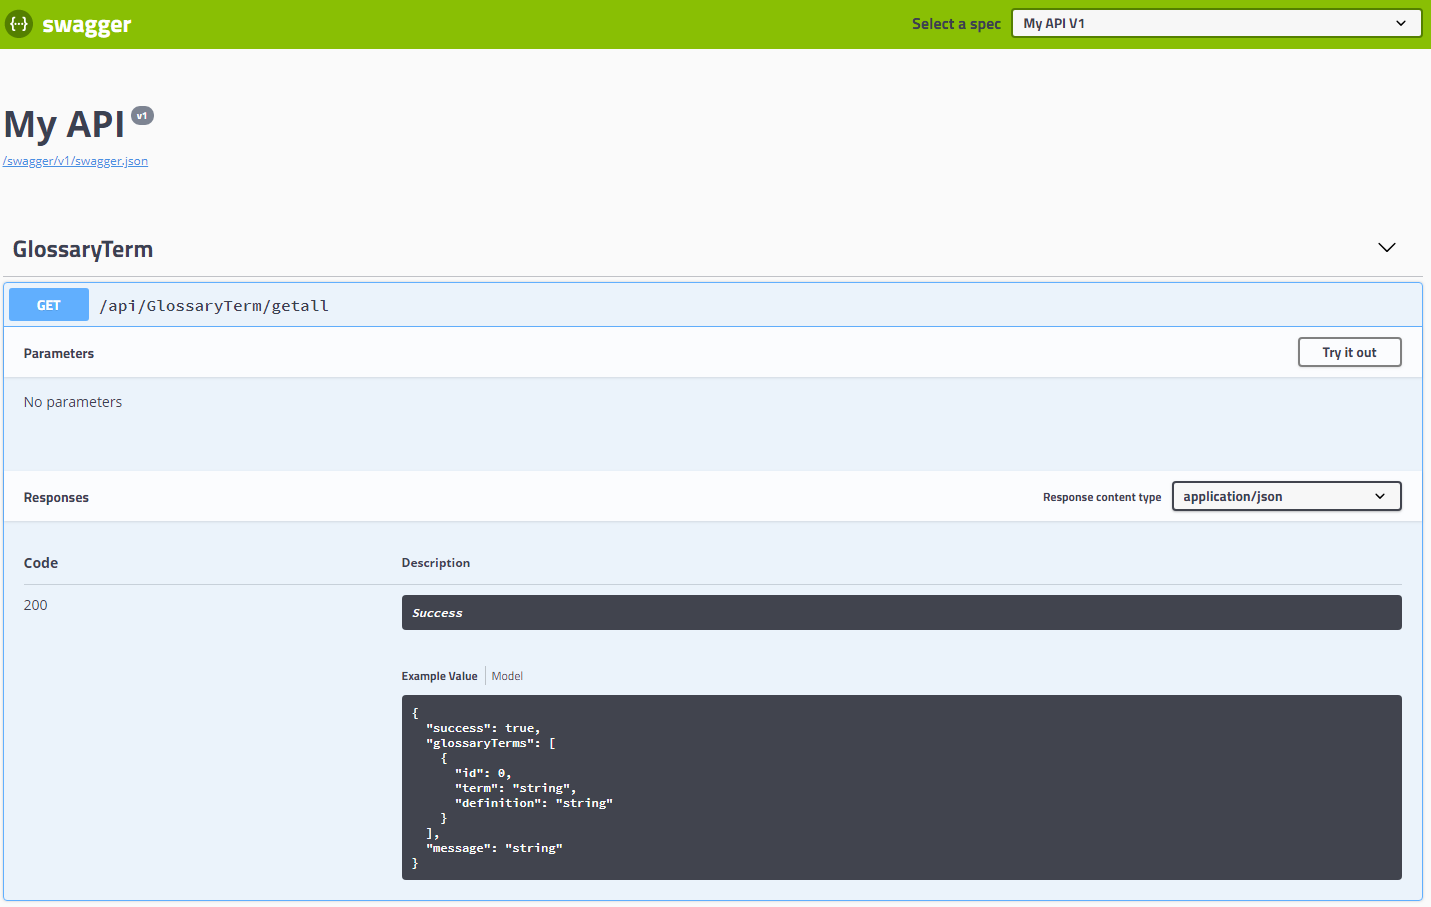 {··} swagger Select a spec My API V1
My API v1
/swagger/v1/swagger.json
GlossaryTerm
GET /api/GlossaryTerm/getall
Parameters Try it out
No parameters
Responses Response content type application/json
Code Description
200 Success
Example Value Model
{
  "success": true,
  "glossaryTerms": [
    {
      "id": 0,
      "term": "string",
      "definition": "string"
    }
  ],
  "message": "string"
}